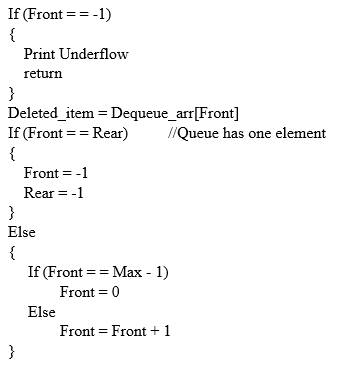 If (Front = = -1)
{
Print Underflow
return
}
Deleted_item = Dequeue_arr[Front]
If (Front = = Rear) //Queue has one element
{
Front = -1
Rear = -1
}
Else
{
If (Front = = Max - 1)
Front = 0
Else
Front = Front + 1
}